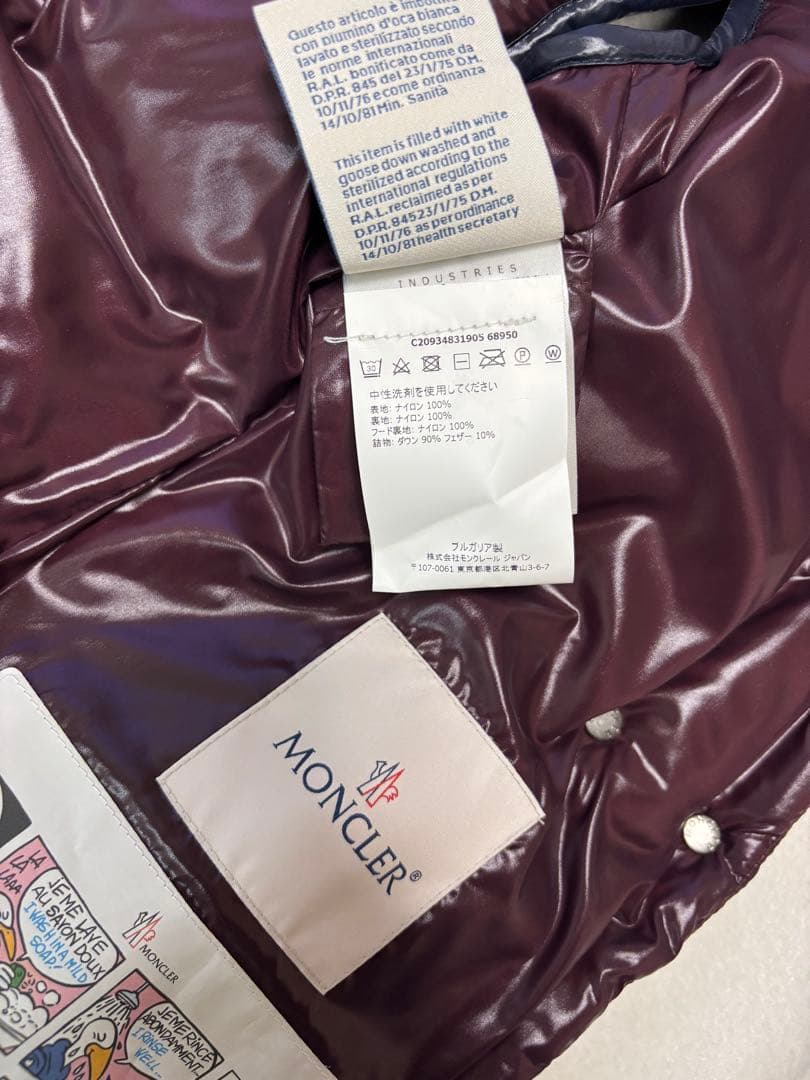 Questo articolo è imbottito
con piumino d'oca bianca
lavato e sterilizzato secondo
le norme internazionali
R.A.L. bonificato come da
D.P.R. 845 del 23/1/75 D.M.
10/11/76 e come ordinanza
14/10/81 Min. Sanità
This item is filled with white
goose down washed and
sterilized according to the
international regulations
R.A.L. reclaimed as per
D.P.R. 84523/1/75 D.M.
10/11/76 as per ordinance
14/10/81 health secretary
INDUSTRIES
C20934831905 68950
30
P
W
中性洗剤を使用してください
表地: ナイロン 100%
裏地: ナイロン 100%
フード裏地: ナイロン 100%
詰物: ダウン 90% フェザー 10%
ブルガリア製
株式会社モンクレール ジャパン
〒107-0061 東京都港区北青山3-6-7
MONCLER®
LA
LÀ
LAAA
JE ME LAVE
AU SAVON DOUX
I WASH IN A MILD
SOAP!
MONCLER
JE ME RINCE
ABONDAMMENT...
I RINSE
WELL...